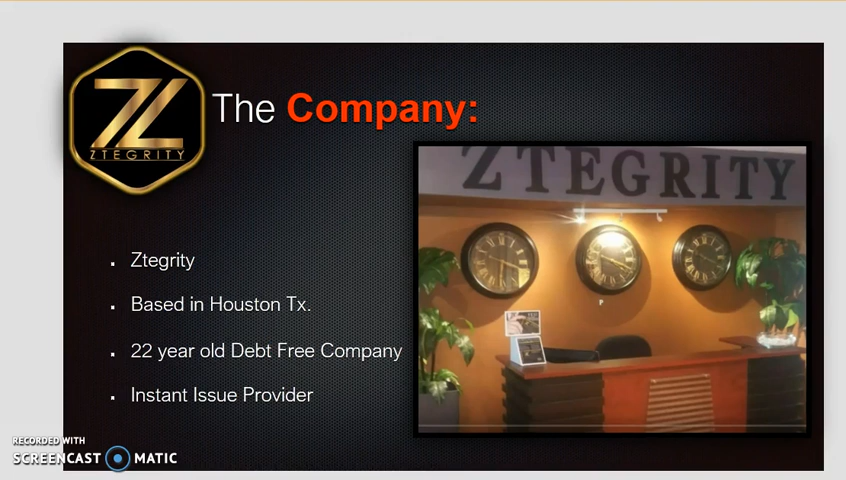 ZTEGRITY
The Company:
ZTEGRITY
Ztegrity
Based in Houston Tx.
22 year old Debt Free Company
Instant Issue Provider
RECORDED WITH
SCREENCAST MATIC